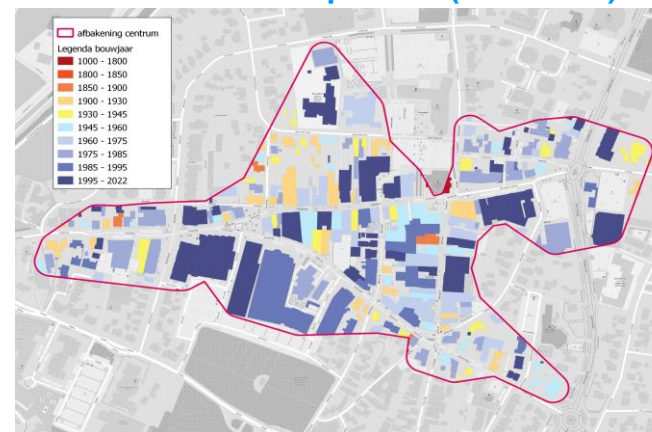 afbakening centrum
Legenda bouwjaar
1000 - 1800
1800 - 1850
1850 - 1900
1900 - 1930
1930 - 1945
1945 - 1960
1960 - 1975
1975 - 1985
1985 - 1995
1995 - 2022